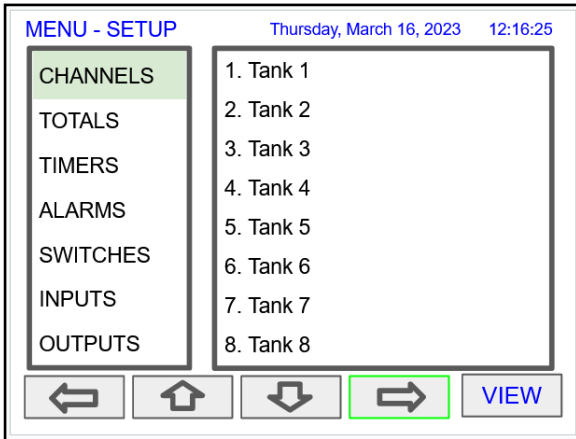 MENU - SETUP
Thursday, March 16, 2023 12:16:25
CHANNELS
TOTALS
TIMERS
ALARMS
SWITCHES
INPUTS
OUTPUTS
1. Tank 1
2. Tank 2
3. Tank 3
4. Tank 4
5. Tank 5
6. Tank 6
7. Tank 7
8. Tank 8
VIEW